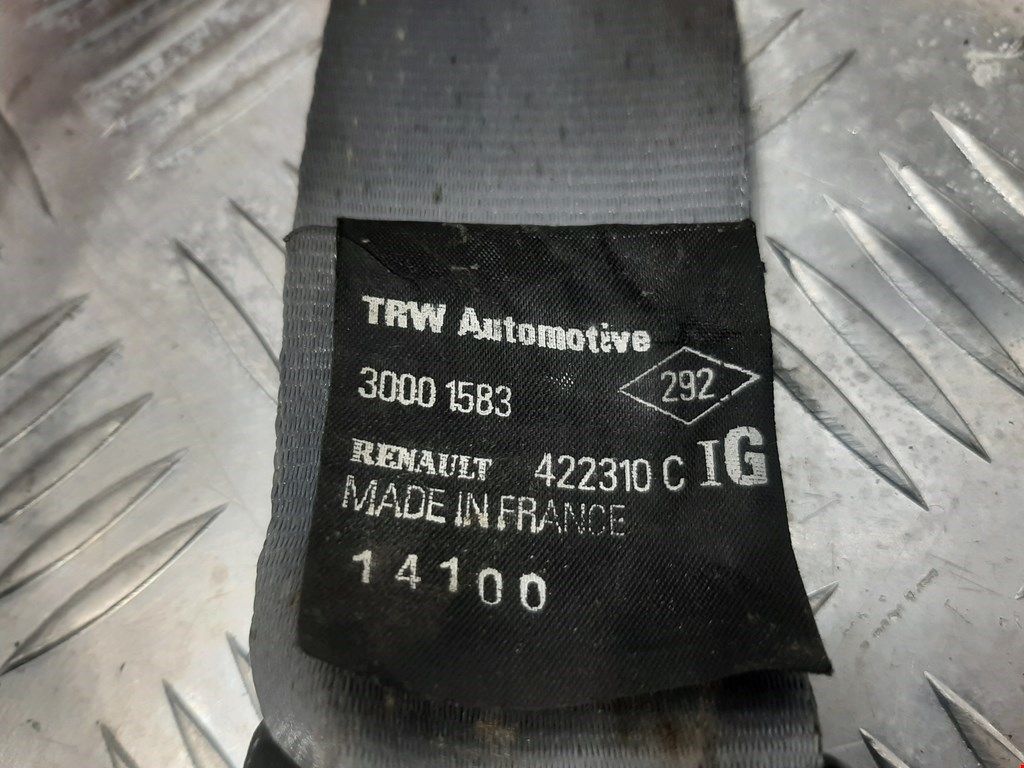 TRW Automotive
30001583 292
RENAULT 422310 C IG
MADE IN FRANCE
14100